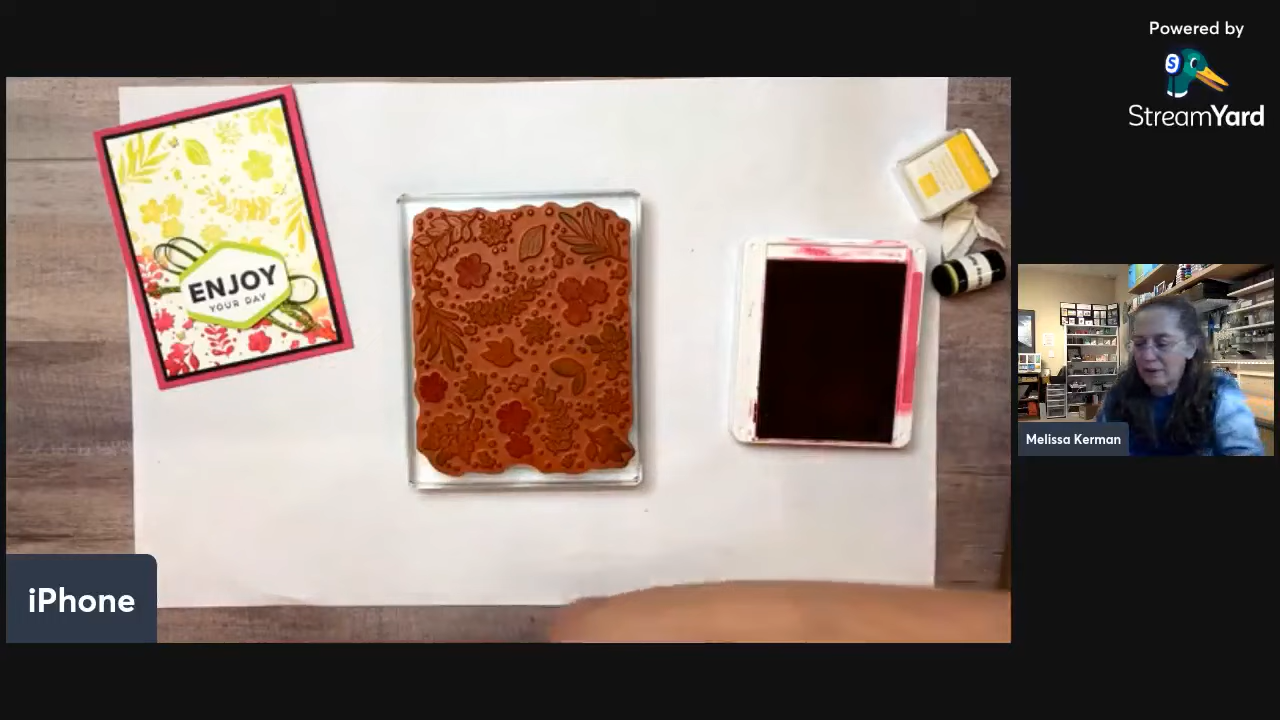 Powered by
StreamYard
ENJOY
YOUR DAY
iPhone
Melissa Kerman